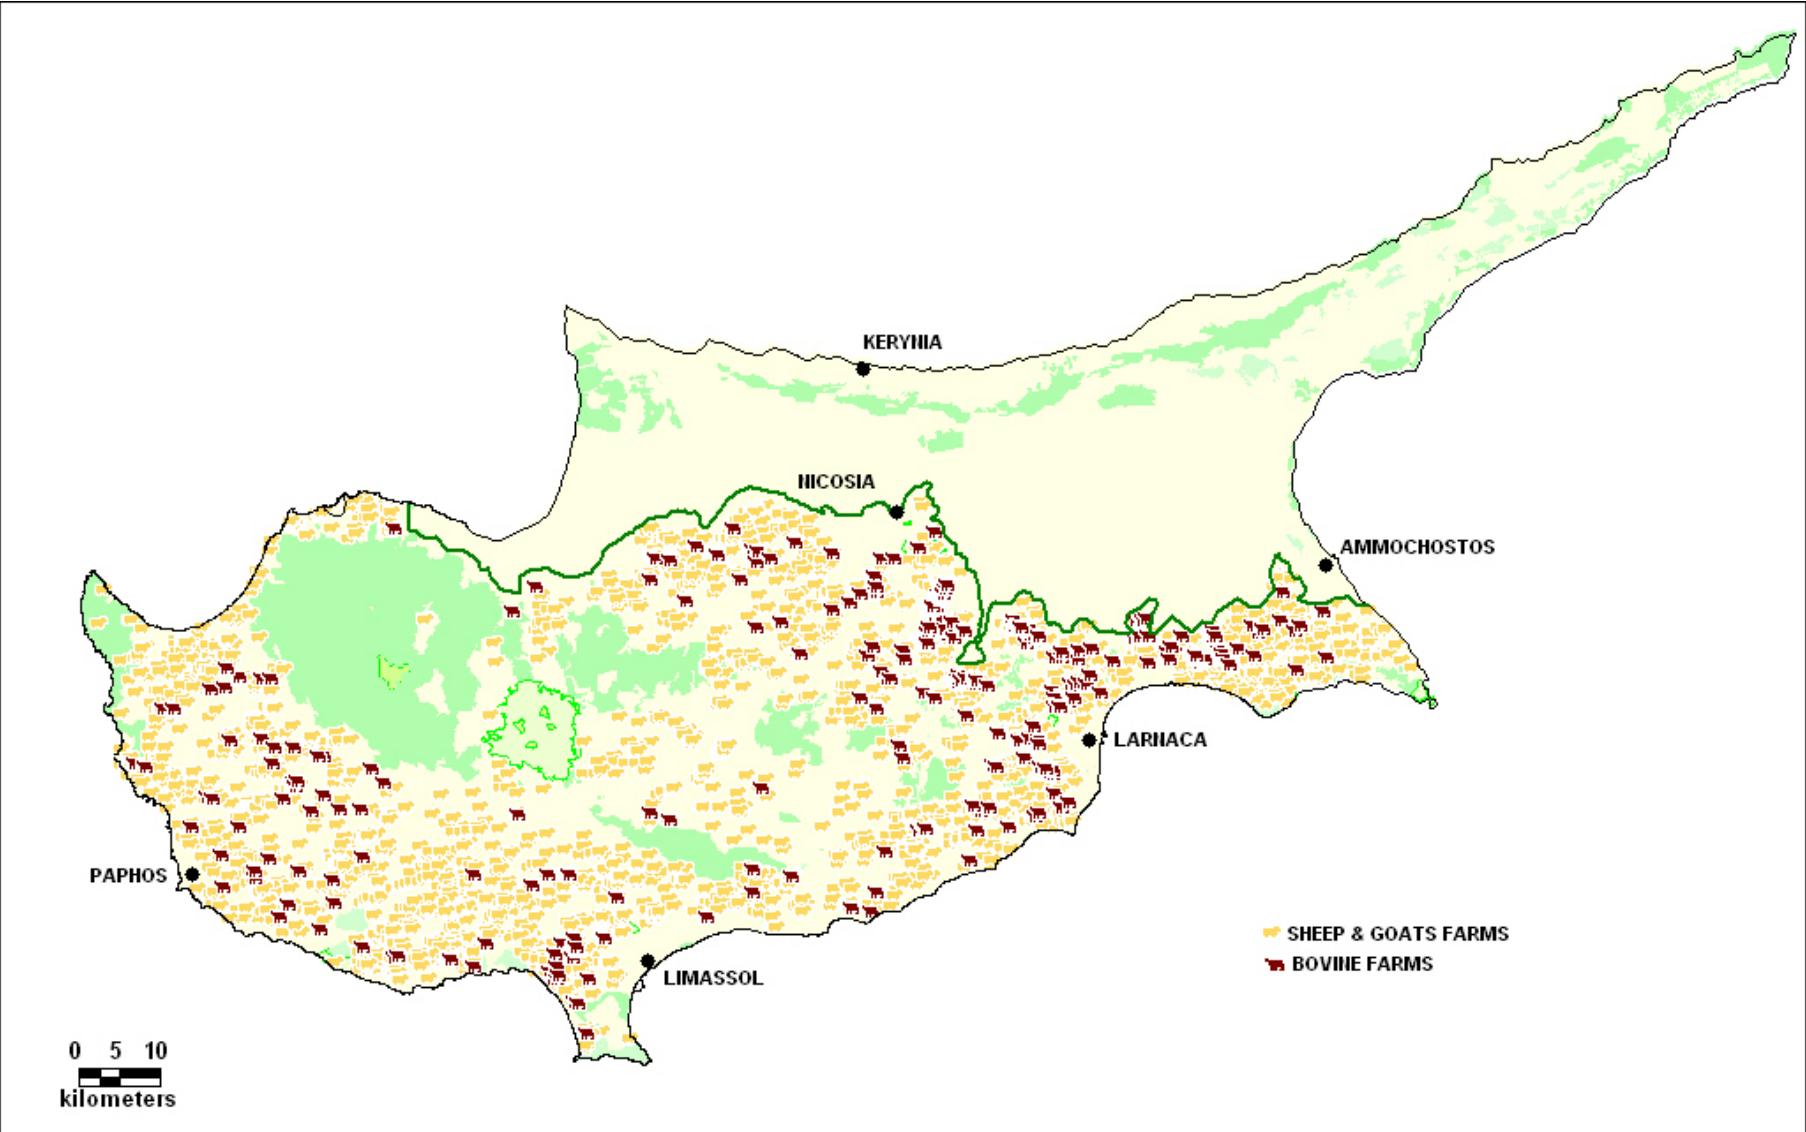 KERYNIA
NICOSIA
AMMOCHOSTOS
LARNACA
PAPHOS
SHEEP & GOATS FARMS
BOVINE FARMS
LIMASSOL
0 5 10
kilometers